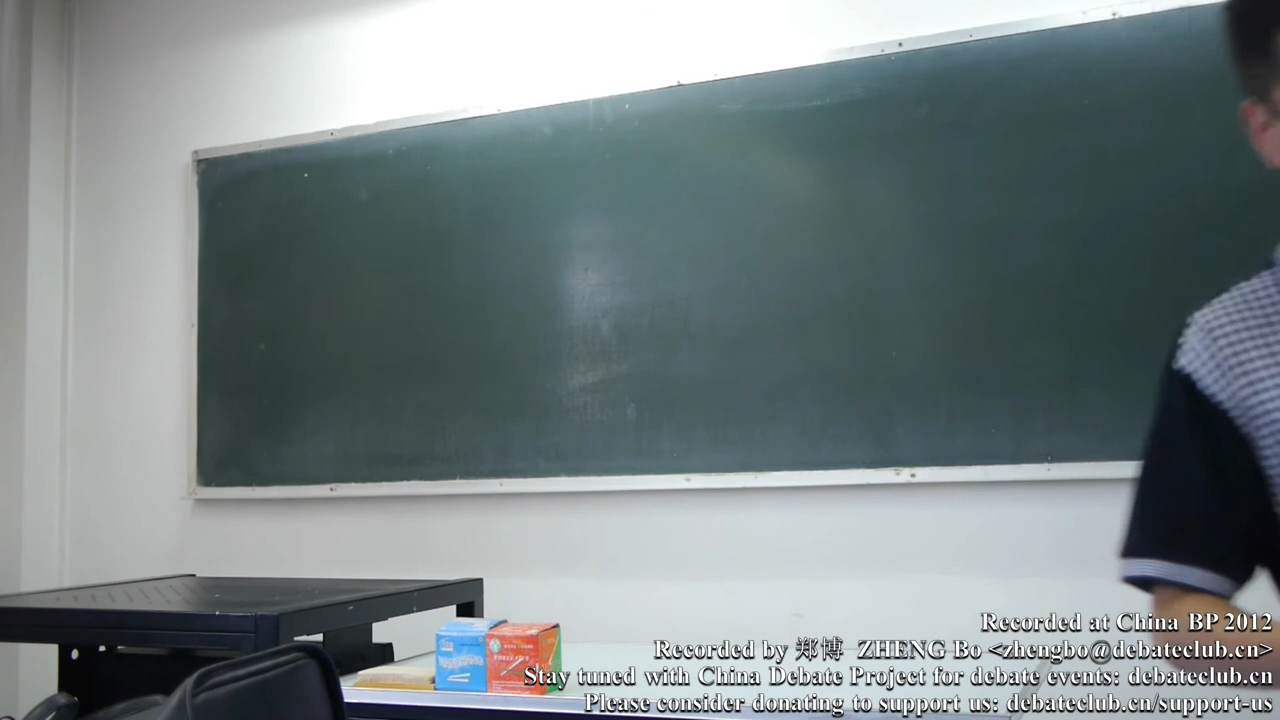 Recorded at China BP 2012
Recorded by 郑博 ZHENG Bo <zhengbo@debateclub.cn>
Stay tuned with China Debate Project for debate events: debateclub.cn
Please consider donating to support us: debateclub.cn/support-us